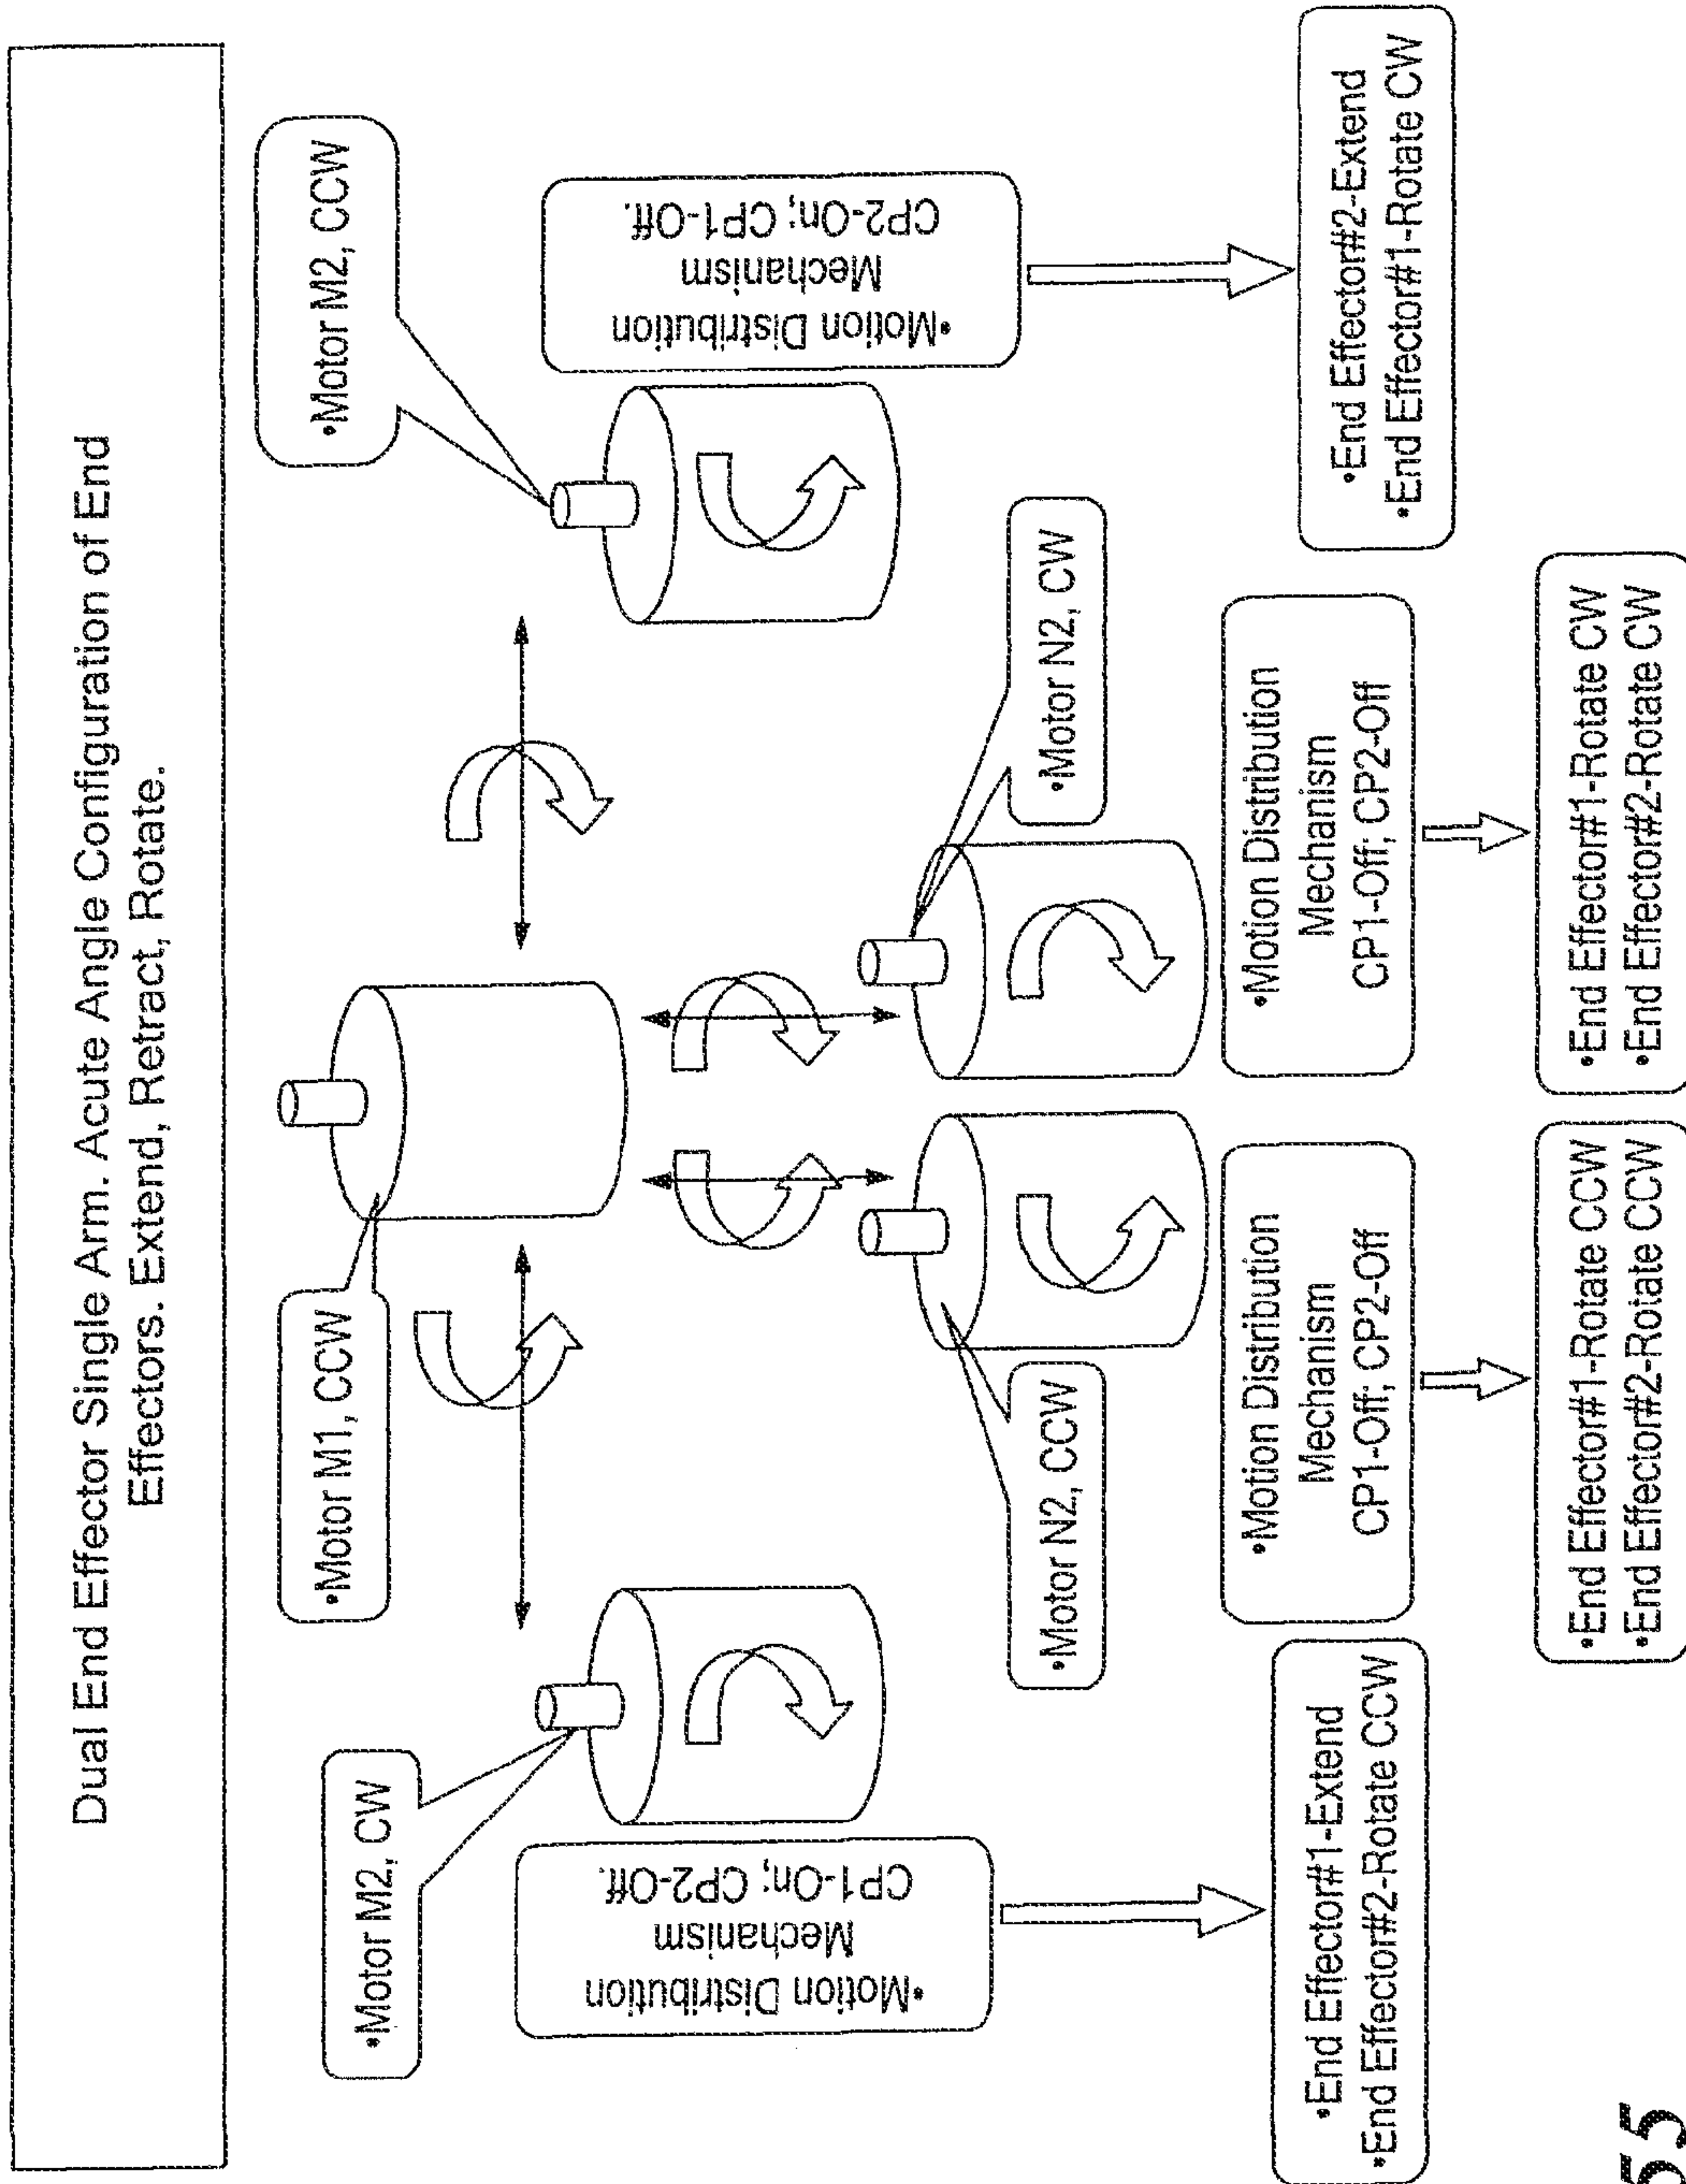 Dual End Effector Single Arm. Acute Angle Configuration of End
Effectors. Extend, Retract, Rotate.
•Motor M1, CCW
•Motor M2, CW
•Motor M2, CCW
•Motion Distribution
Mechanism
CP1-On; CP2-Off.
•Motor N2, CCW
•Motor N2, CW
•Motion Distribution
Mechanism
CP2-On; CP1-Off.
•Motion Distribution
Mechanism
CP1-Off; CP2-Off
•Motion Distribution
Mechanism
CP1-Off; CP2-Off
•End Effector#1-Extend
•End Effector#2-Rotate CCW
•End Effector#1-Rotate CCW
•End Effector#2-Rotate CCW
•End Effector#1-Rotate CW
•End Effector#2-Rotate CW
•End Effector#2-Extend
•End Effector#1-Rotate CW
55